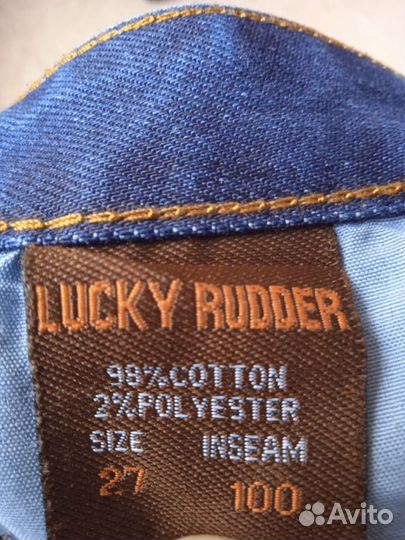 LUCKY RUDDER
98% COTTON
2% POLYESTER
SIZE INSEAM
27 100
Avito